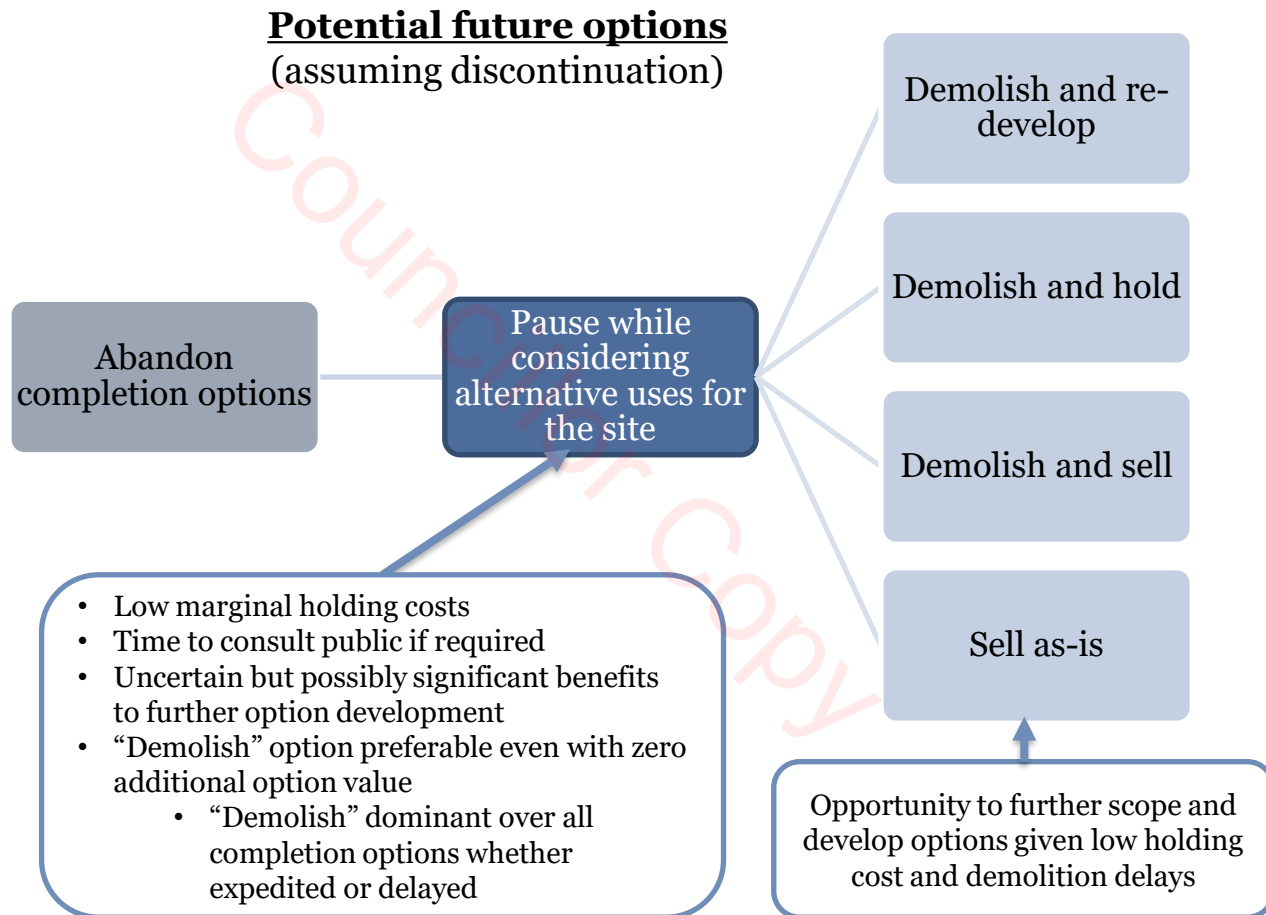 Potential future options
(assuming discontinuation)
Abandon
completion options
Pause while
considering
alternative uses for
the site
Demolish and re-
develop
Demolish and hold
Demolish and sell
Sell as-is
• Low marginal holding costs
• Time to consult public if required
• Uncertain but possibly significant benefits
to further option development
• “Demolish” option preferable even with zero
additional option value
• “Demolish” dominant over all
completion options whether
expedited or delayed
Opportunity to further scope and
develop options given low holding
cost and demolition delays
Councillor Copy